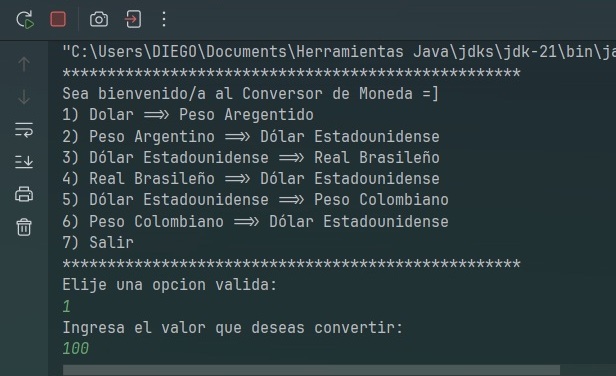 "C:\Users\DIEGO\Documents\Herramientas Java\jdks\jdk-21\bin\ja
***************************************************
Sea bienvenido/a al Conversor de Moneda =]
1) Dolar ==>> Peso Aregentido
2) Peso Argentino ==>> Dólar Estadounidense
3) Dólar Estadounidense ==>> Real Brasileño
4) Real Brasileño ==>> Dólar Estadounidense
5) Dólar Estadounidense ==>> Peso Colombiano
6) Peso Colombiano ==>> Dólar Estadounidense
7) Salir
***************************************************
Elije una opcion valida:
1
Ingresa el valor que deseas convertir:
100